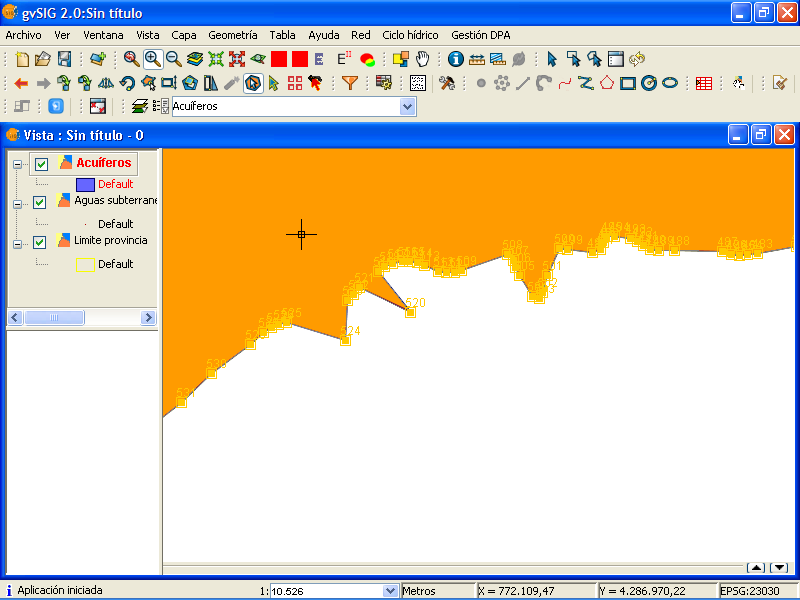 gvSIG 2.0:Sin título
Archivo Ver Ventana Vista Capa Geometría Tabla Ayuda Red Ciclo hídrico Gestión DPA
Acuíferos
Vista : Sin título - 0
Acuíferos
Default
Aguas subterrane
Default
Limite provincia
Default
520
524
Aplicación iniciada
1: 10.526
Metros
X = 772.109,47
Y = 4.286.970,22
EPSG:23030